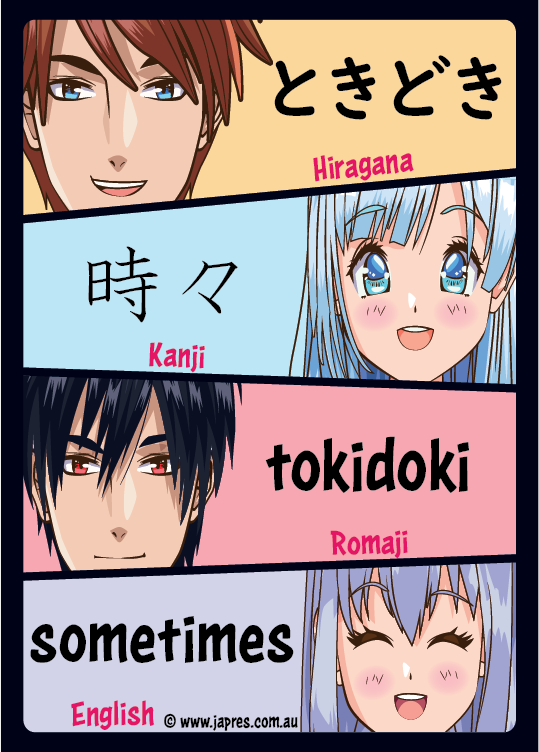 ときどき
Hiragana
時々
Kanji
tokidoki
Romaji
sometimes
English © www.japres.com.au